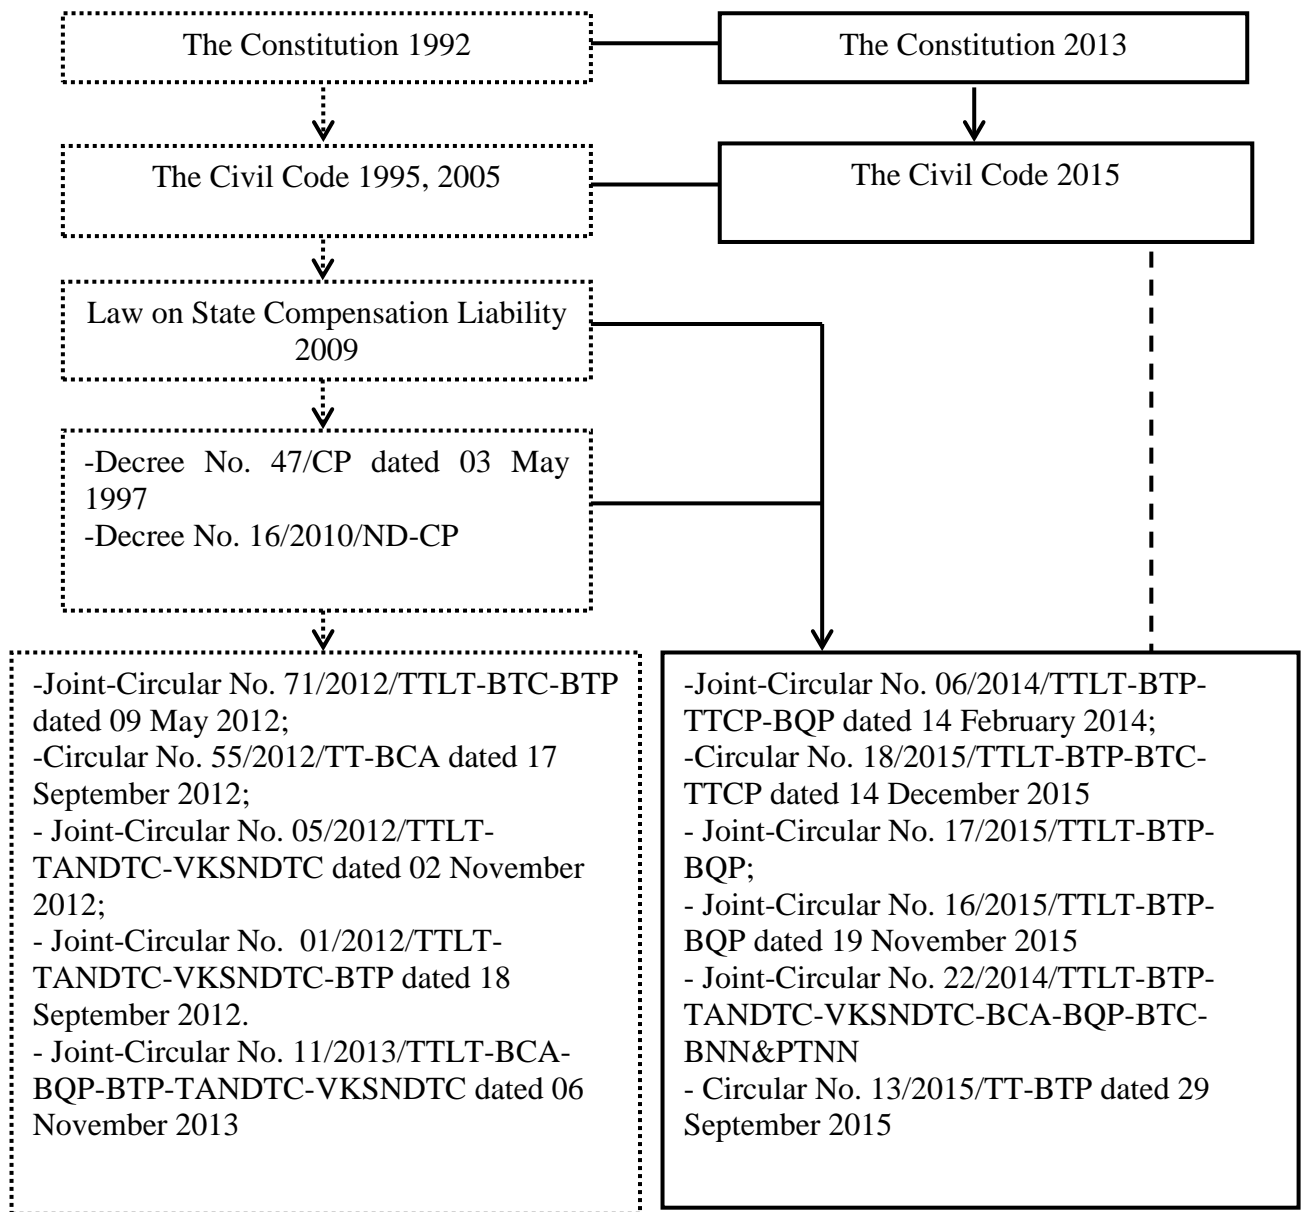 The Constitution 1992
The Constitution 2013
The Civil Code 1995, 2005
The Civil Code 2015
Law on State Compensation Liability
2009
-Decree No. 47/CP dated 03 May
1997
-Decree No. 16/2010/ND-CP
-Joint-Circular No. 71/2012/TTLT-BTC-BTP
dated 09 May 2012;
-Circular No. 55/2012/TT-BCA dated 17
September 2012;
- Joint-Circular No. 05/2012/TTLT-
TANDTC-VKSNDTC dated 02 November
2012;
- Joint-Circular No. 01/2012/TTLT-
TANDTC-VKSNDTC-BTP dated 18
September 2012.
- Joint-Circular No. 11/2013/TTLT-BCA-
BQP-BTP-TANDTC-VKSNDTC dated 06
November 2013
-Joint-Circular No. 06/2014/TTLT-BTP-
TTCP-BQP dated 14 February 2014;
-Circular No. 18/2015/TTLT-BTP-BTC-
TTCP dated 14 December 2015
- Joint-Circular No. 17/2015/TTLT-BTP-
BQP;
- Joint-Circular No. 16/2015/TTLT-BTP-
BQP dated 19 November 2015
- Joint-Circular No. 22/2014/TTLT-BTP-
TANDTC-VKSNDTC-BCA-BQP-BTC-
BNN&PTNN
- Circular No. 13/2015/TT-BTP dated 29
September 2015